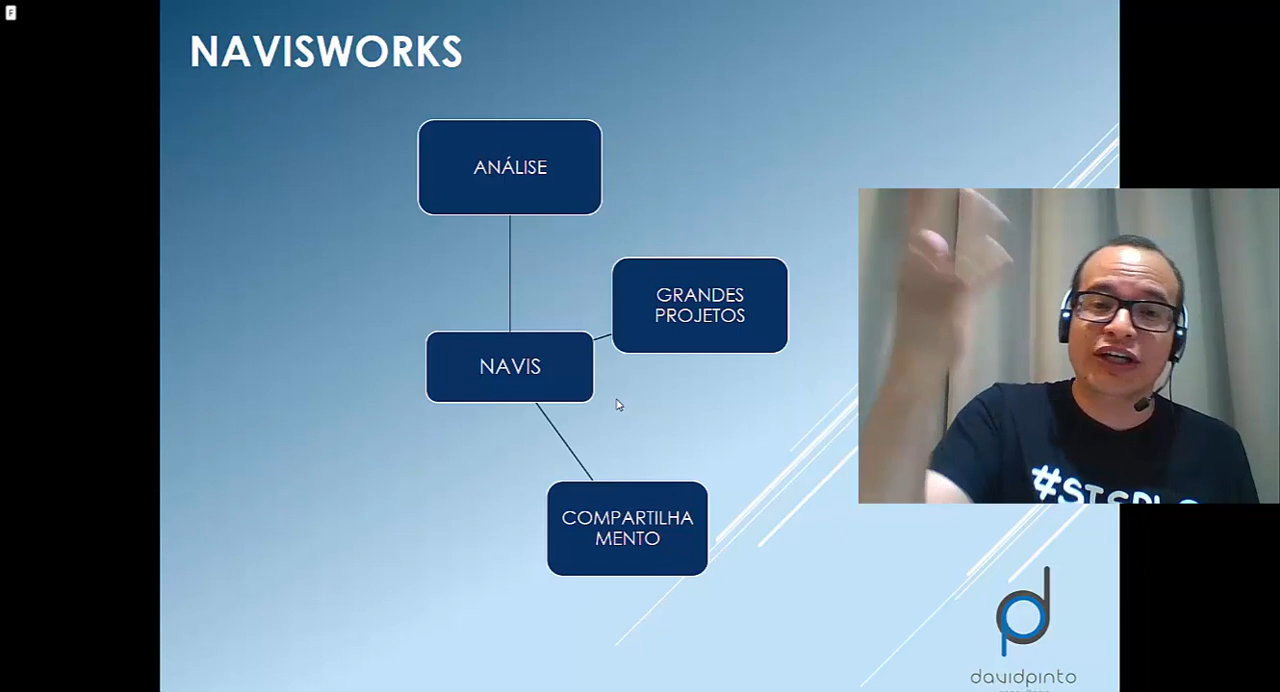 F
NAVISWORKS
ANÁLISE
GRANDES
PROJETOS
NAVIS
COMPARTILHA
MENTO
davidpinto